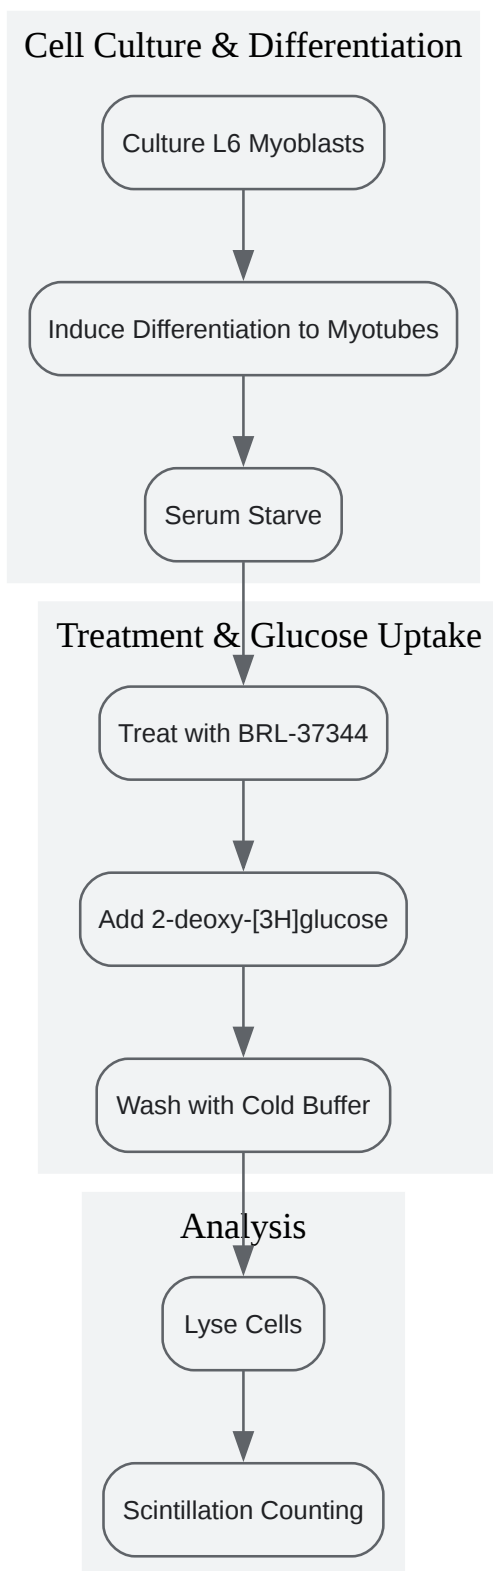 Cell Culture & Differentiation
Culture L6 Myoblasts
Induce Differentiation to Myotubes
Serum Starve
Treatment & Glucose Uptake
Treat with BRL-37344
Add 2-deoxy-[3H]glucose
Wash with Cold Buffer
Analysis
Lyse Cells
Scintillation Counting